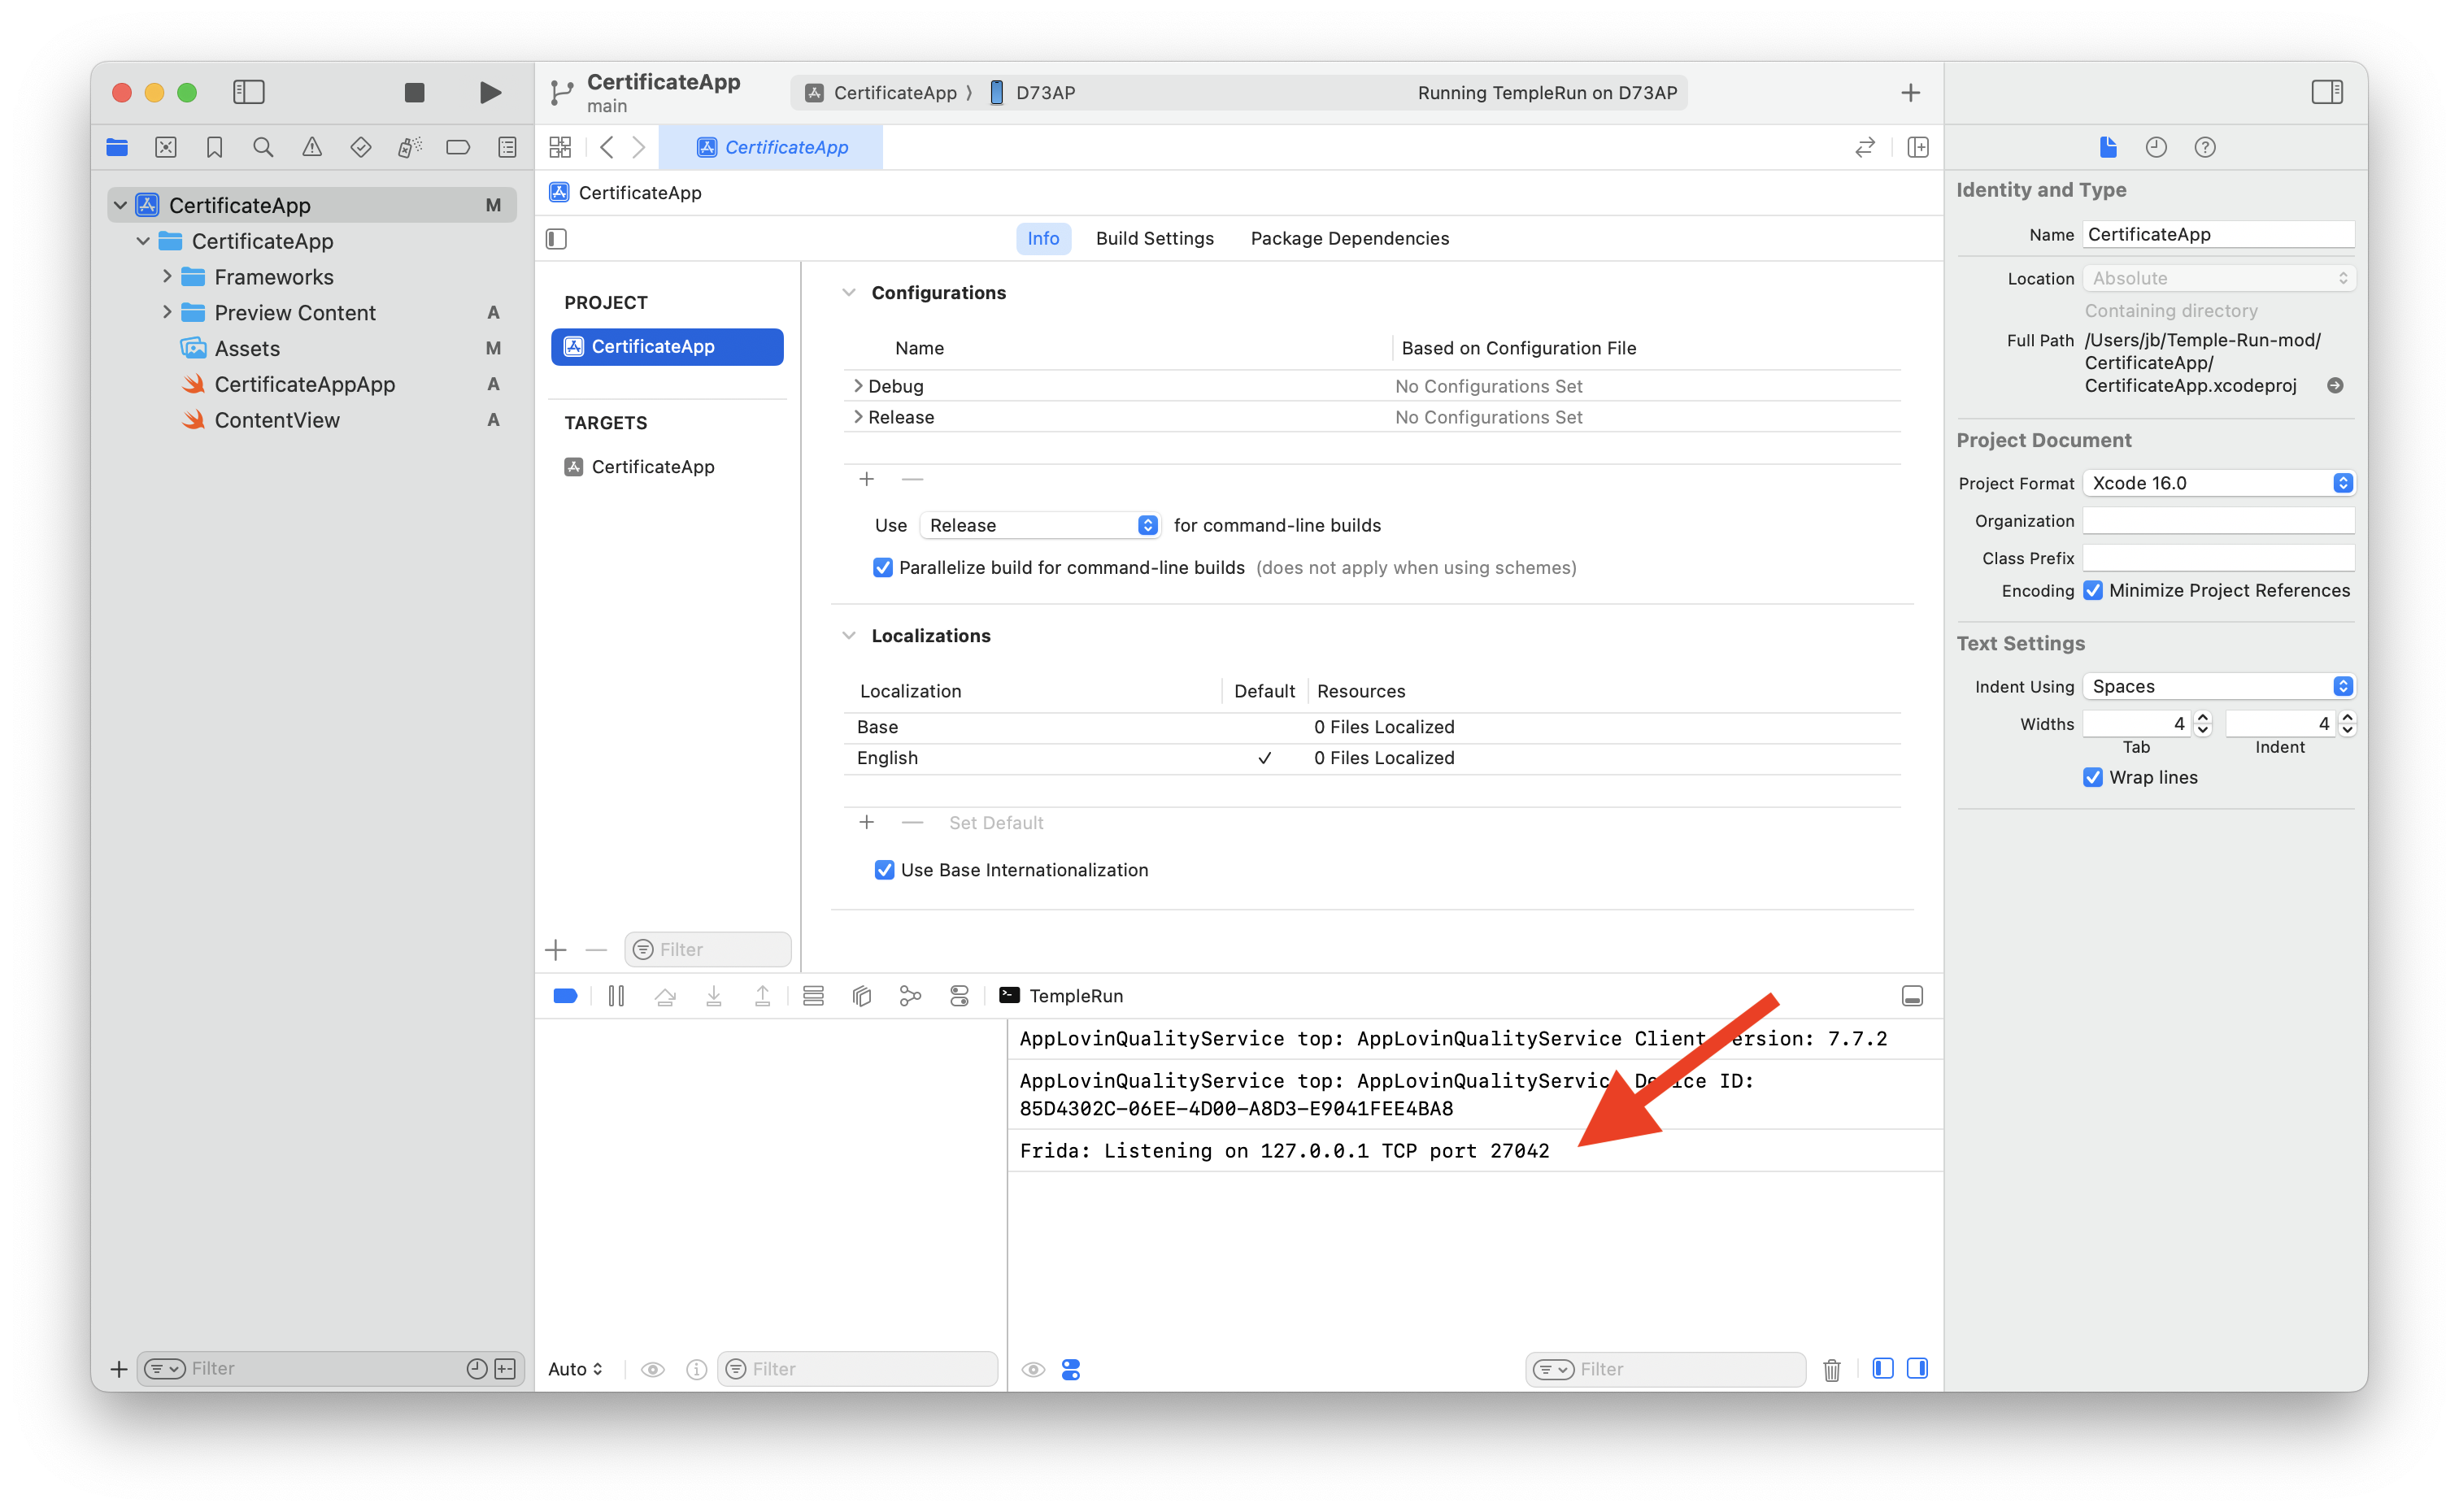 CertificateApp
main
CertificateApp 〉 D73AP
Running TempleRun on D73AP
CertificateApp M
CertificateApp
Frameworks
Preview Content A
Assets M
CertificateAppApp A
ContentView A
Filter
CertificateApp
CertificateApp
Info Build Settings Package Dependencies
PROJECT
CertificateApp
TARGETS
CertificateApp
Filter
Configurations
Name Based on Configuration File
Debug No Configurations Set
Release No Configurations Set
Use Release for command-line builds
Parallelize build for command-line builds (does not apply when using schemes)
Localizations
Localization Default Resources
Base 0 Files Localized
English ✓ 0 Files Localized
Set Default
Use Base Internationalization
TempleRun
AppLovinQualityService top: AppLovinQualityService Client ersion: 7.7.2
AppLovinQualityService top: AppLovinQualityService Device ID:
85D4302C-06EE-4D00-A8D3-E9041FEE4BA8
Frida: Listening on 127.0.0.1 TCP port 27042
Auto
Filter
Filter
Identity and Type
Name CertificateApp
Location Absolute
Containing directory
Full Path /Users/jb/Temple-Run-mod/
CertificateApp/
CertificateApp.xcodeproj
Project Document
Project Format Xcode 16.0
Organization
Class Prefix
Encoding Minimize Project References
Text Settings
Indent Using Spaces
Widths 4 4
Tab Indent
Wrap lines